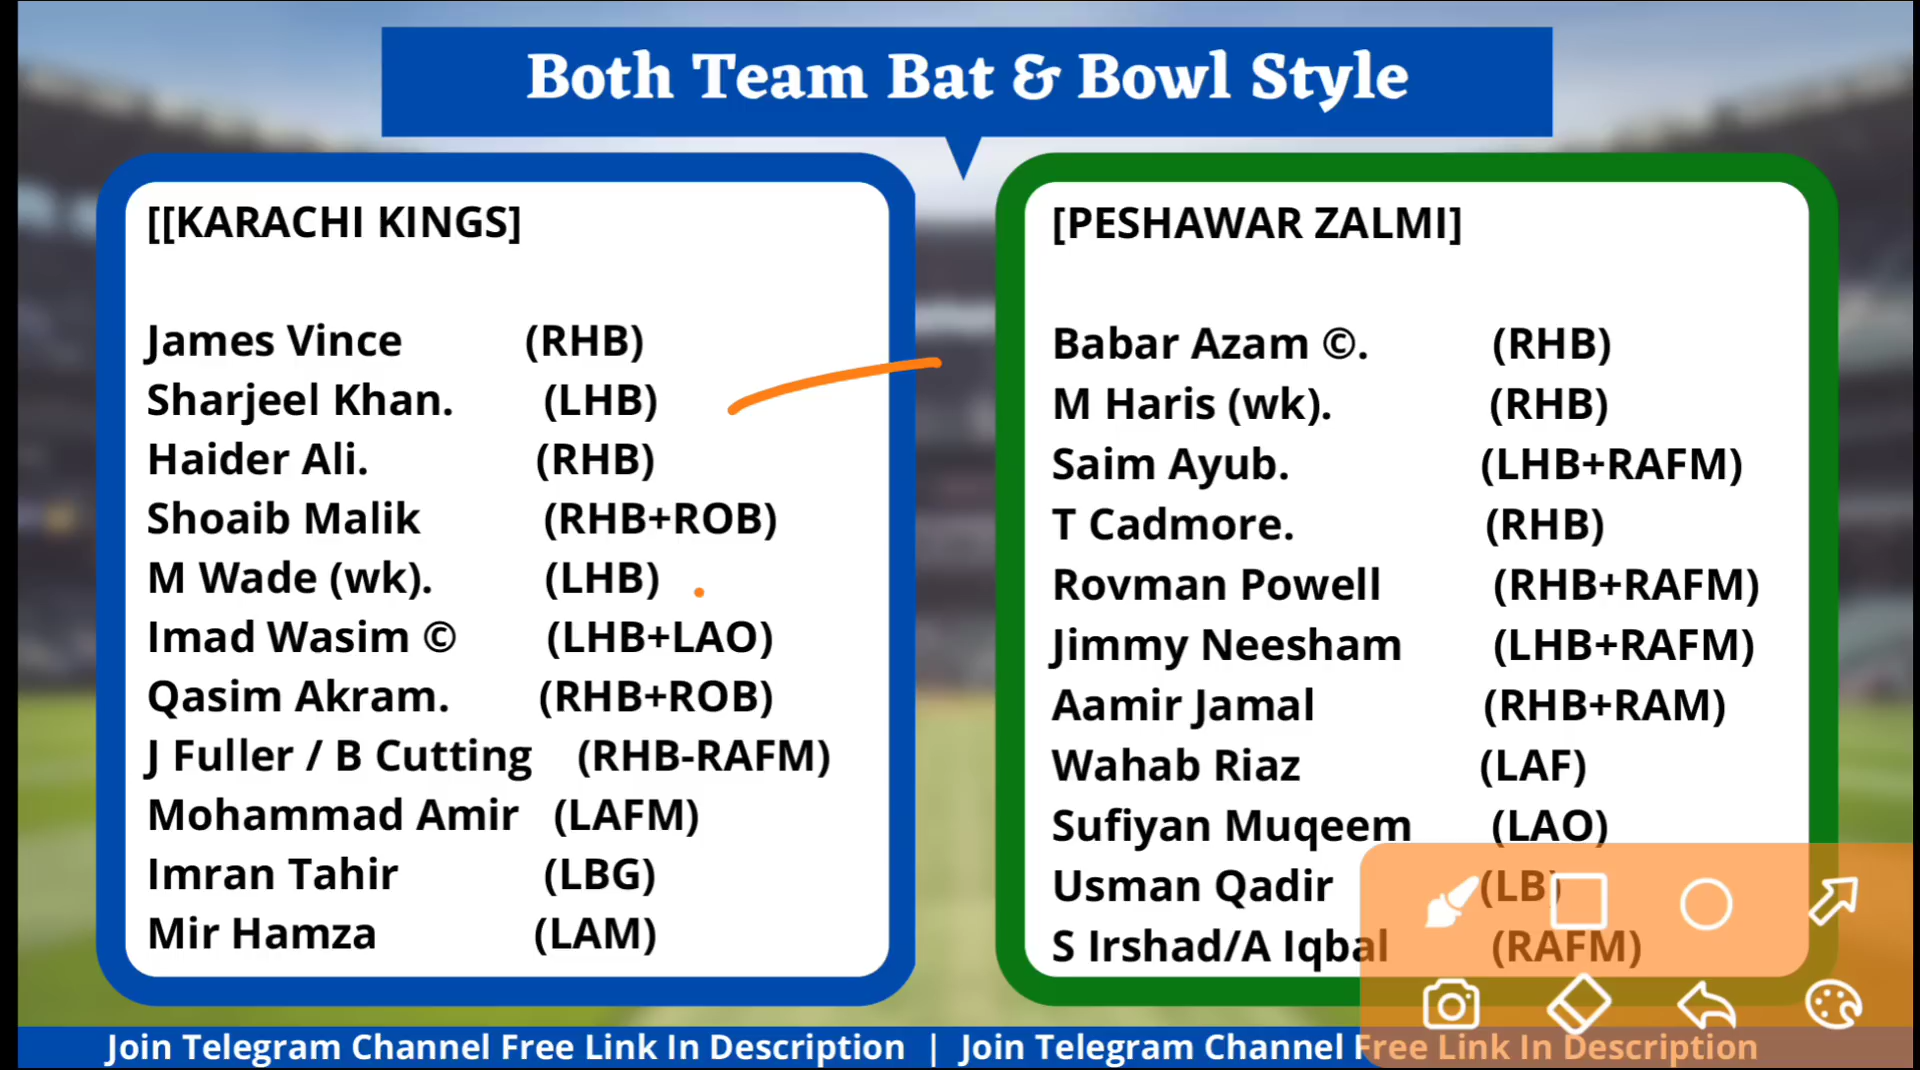 Both Team Bat & Bowl Style
[[KARACHI KINGS]
James Vince (RHB)
Sharjeel Khan. (LHB)
Haider Ali. (RHB)
Shoaib Malik (RHB+ROB)
M Wade (wk). (LHB)
Imad Wasim © (LHB+LAO)
Qasim Akram. (RHB+ROB)
J Fuller / B Cutting (RHB-RAFM)
Mohammad Amir (LAFM)
Imran Tahir (LBG)
Mir Hamza (LAM)
[PESHAWAR ZALMI]
Babar Azam ©. (RHB)
M Haris (wk). (RHB)
Saim Ayub. (LHB+RAFM)
T Cadmore. (RHB)
Rovman Powell (RHB+RAFM)
Jimmy Neesham (LHB+RAFM)
Aamir Jamal (RHB+RAM)
Wahab Riaz (LAF)
Sufiyan Muqeem (LAO)
Usman Qadir (LB)
S Irshad/A Iqbal (RAFM)
Join Telegram Channel Free Link In Description | Join Telegram Channel Free Link In Description